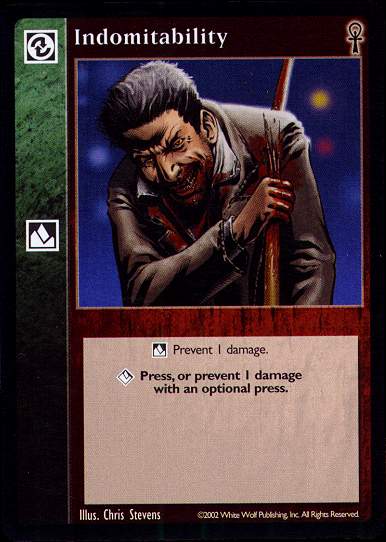 Indomitability
Prevent 1 damage.
Press, or prevent 1 damage
with an optional press.
Illus. Chris Stevens
©2002 White Wolf Publishing, Inc. All Rights Reserved.